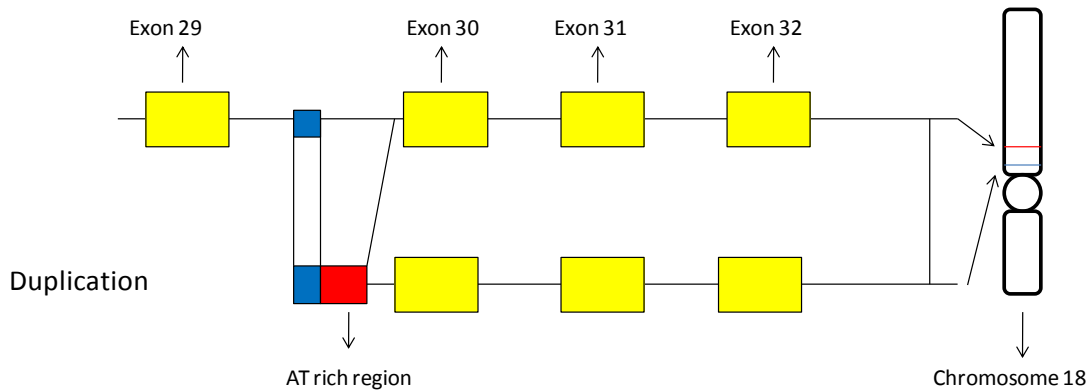 Exon 29
Exon 30
Exon 31
Exon 32
Duplication
AT rich region
Chromosome 18